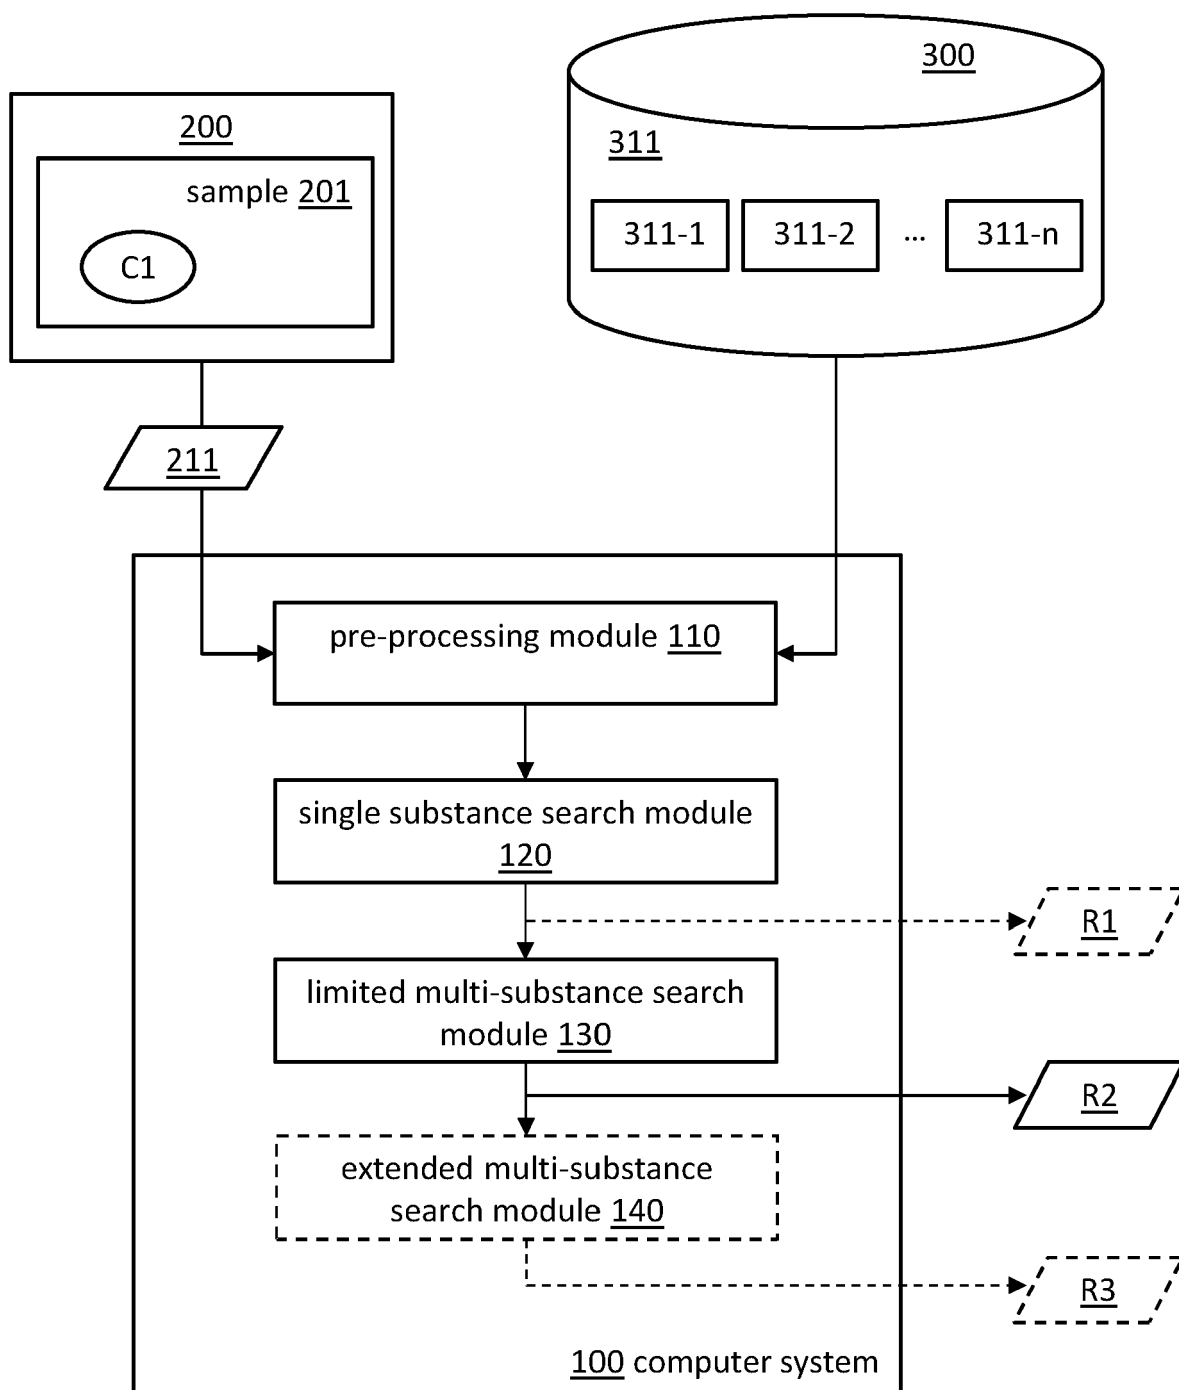 300
200
311
sample 201
311-1 311-2 ... 311-n
C1
211
pre-processing module 110
single substance search module
120
R1
limited multi-substance search
module 130
R2
extended multi-substance
search module 140
R3
100 computer system